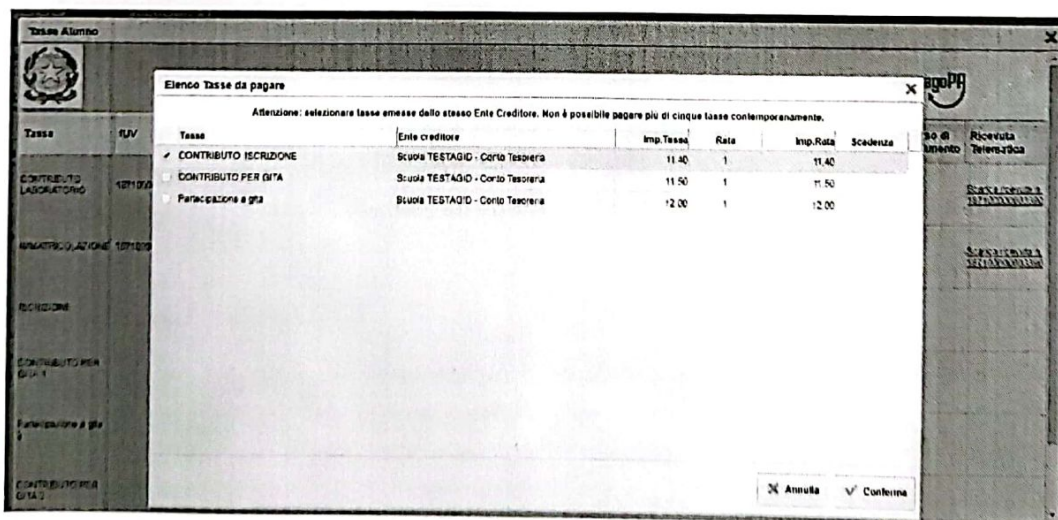 Tasse Alunno
Elenco Tasse da pagare
Attenzione: selezionare tasse emesse dallo stesso Ente Creditore. Non è possibile pagare più di cinque tasse contemporanamente.
Tassa Ente creditore Imp.Tassa Rata Imp.Rata Scadenza
CONTRIBUTO ISCRIZIONE Scuola TESTAGID - Conto Tesoreria 11.40 1 11.40
CONTRIBUTO PER GITA Scuola TESTAGID - Conto Tesoreria 11.50 1 11.50
Partecipazione a gita Scuola TESTAGID - Conto Tesoreria 12.00 1 12.00
Annulla Conferma
agoPA
Tassa IUV
Ricevuta
Telematica
CONTRIBUTO
LABORATORIO
IMMATRICOLAZIONE
ISCRIZIONE
CONTRIBUTO PER
GITA 1
Partecipazione a gita
CONTRIBUTO PER
GITA 2